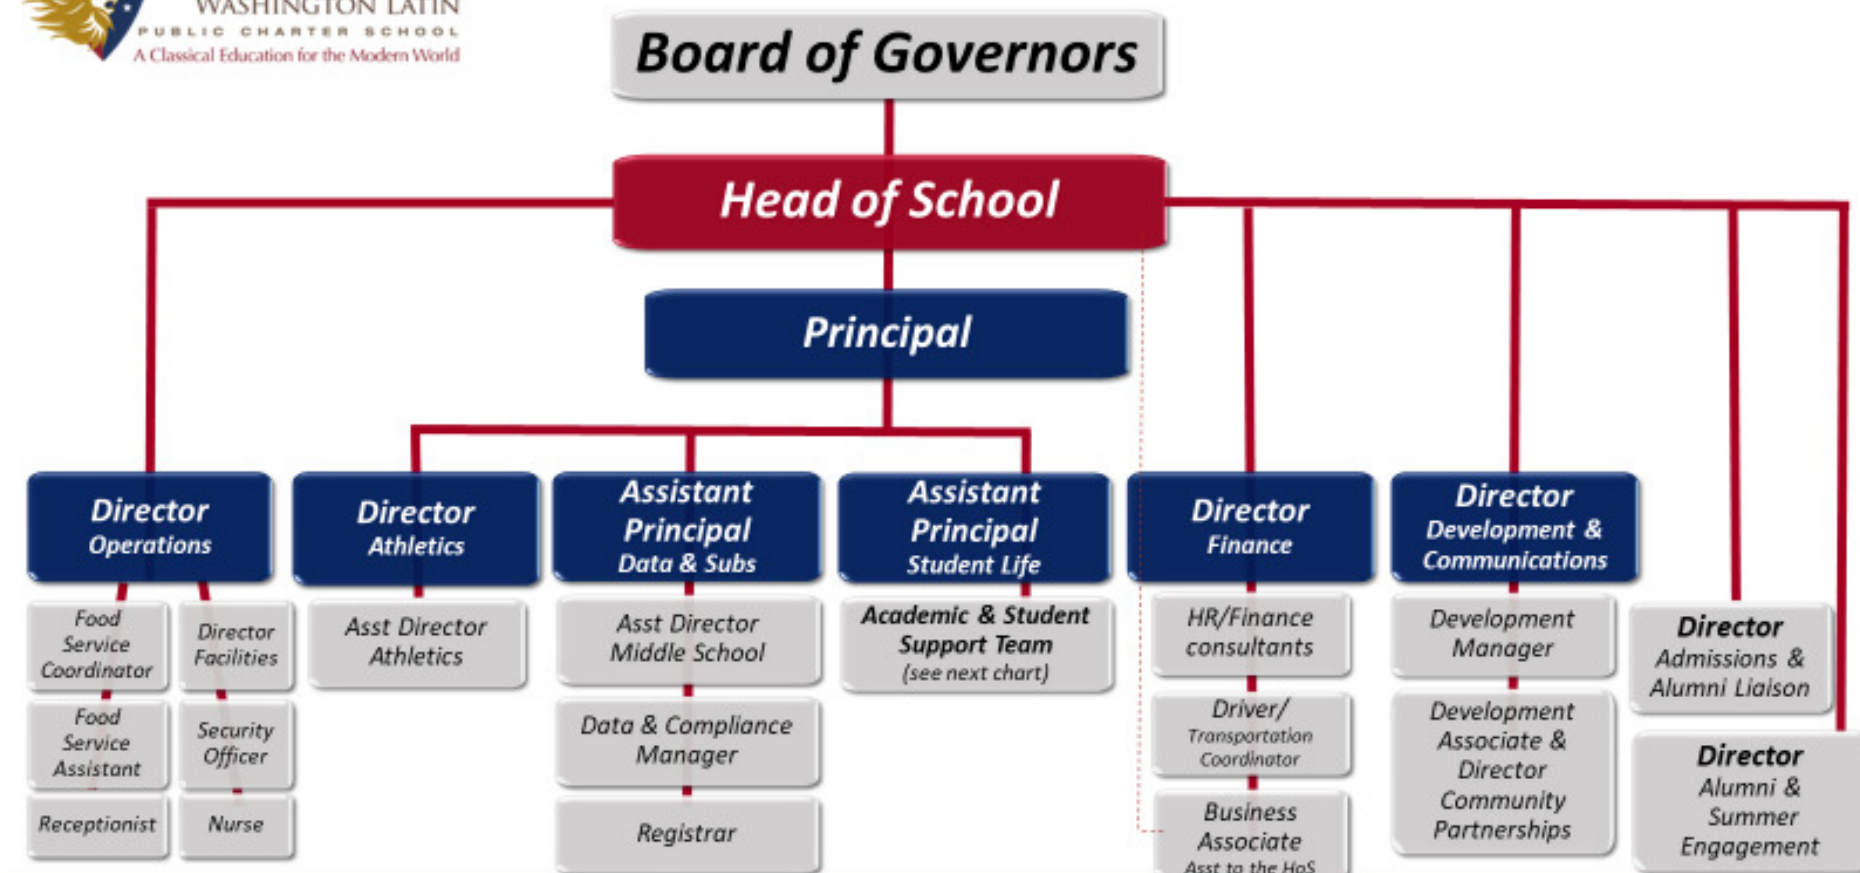 WASHINGTON LATIN
PUBLIC CHARTER SCHOOL
A Classical Education for the Modern World
Board of Governors
Head of School
Principal
Director
Operations
Director
Athletics
Assistant
Principal
Data & Subs
Assistant
Principal
Student Life
Director
Finance
Director
Development &
Communications
Food
Service
Coordinator
Director
Facilities
Asst Director
Athletics
Asst Director
Middle School
Academic & Student
Support Team
(see next chart)
HR/Finance
consultants
Development
Manager
Director
Admissions &
Alumni Liaison
Food
Service
Assistant
Security
Officer
Data & Compliance
Manager
Driver/
Transportation
Coordinator
Development
Associate &
Director
Community
Partnerships
Director
Alumni &
Summer
Engagement
Receptionist
Nurse
Registrar
Business
Associate
Asst to the HoS